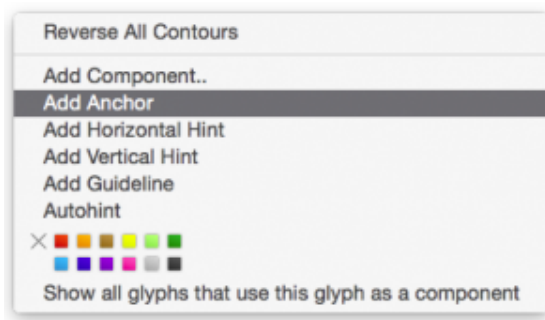 Reverse All Contours
Add Component..
Add Anchor
Add Horizontal Hint
Add Vertical Hint
Add Guideline
Autohint
Show all glyphs that use this glyph as a component